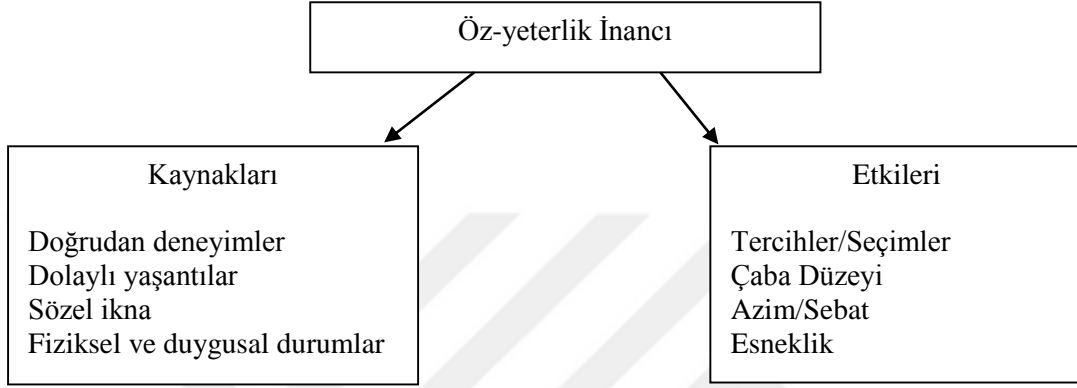 Öz-yeterlik İnancı
Kaynakları
Doğrudan deneyimler
Dolaylı yaşantılar
Sözel ikna
Fiziksel ve duygusal durumlar
Etkileri
Tercihler/Seçimler
Çaba Düzeyi
Azim/Sebat
Esneklik